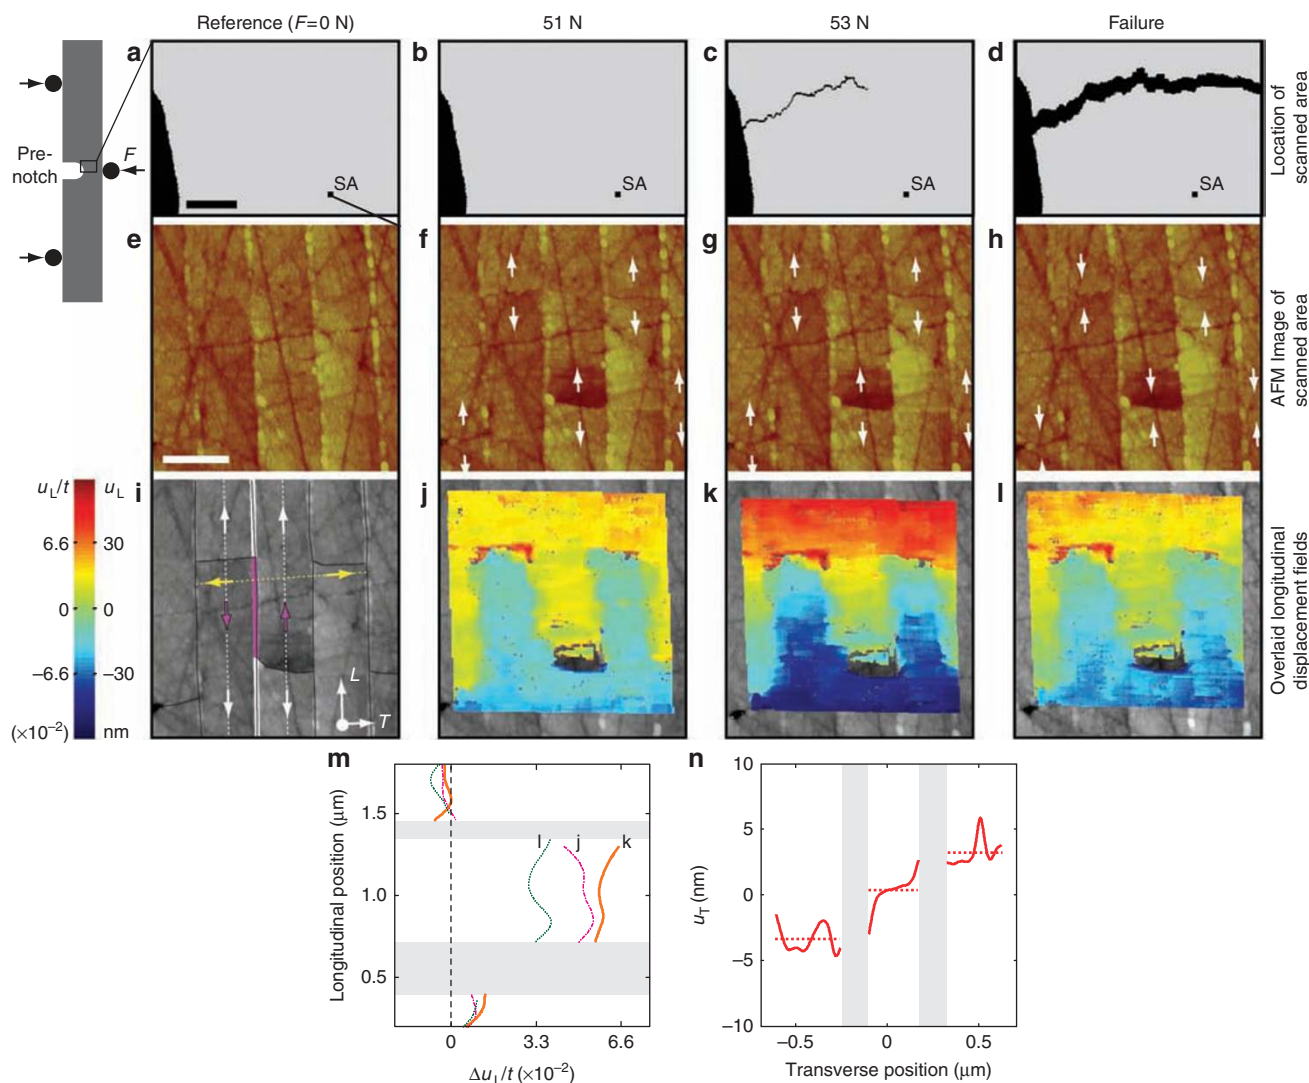 Reference (F=0 N)
51 N
53 N
Failure
a
b
c
d
Pre-
notch
F
SA
SA
SA
SA
Location of
scanned area
e
f
g
h
AFM Image of
scanned area
uL/t
uL
6.6
30
0
0
–6.6
–30
(×10–2)
nm
i
j
k
l
L
T
Overlaid longitudinal
displacement fields
m
Longitudinal position (μm)
1.5
1.0
0.5
l
j
k
0
3.3
6.6
ΔuL/t (×10–2)
n
uT (nm)
10
5
0
–5
–10
–0.5
0
0.5
Transverse position (μm)